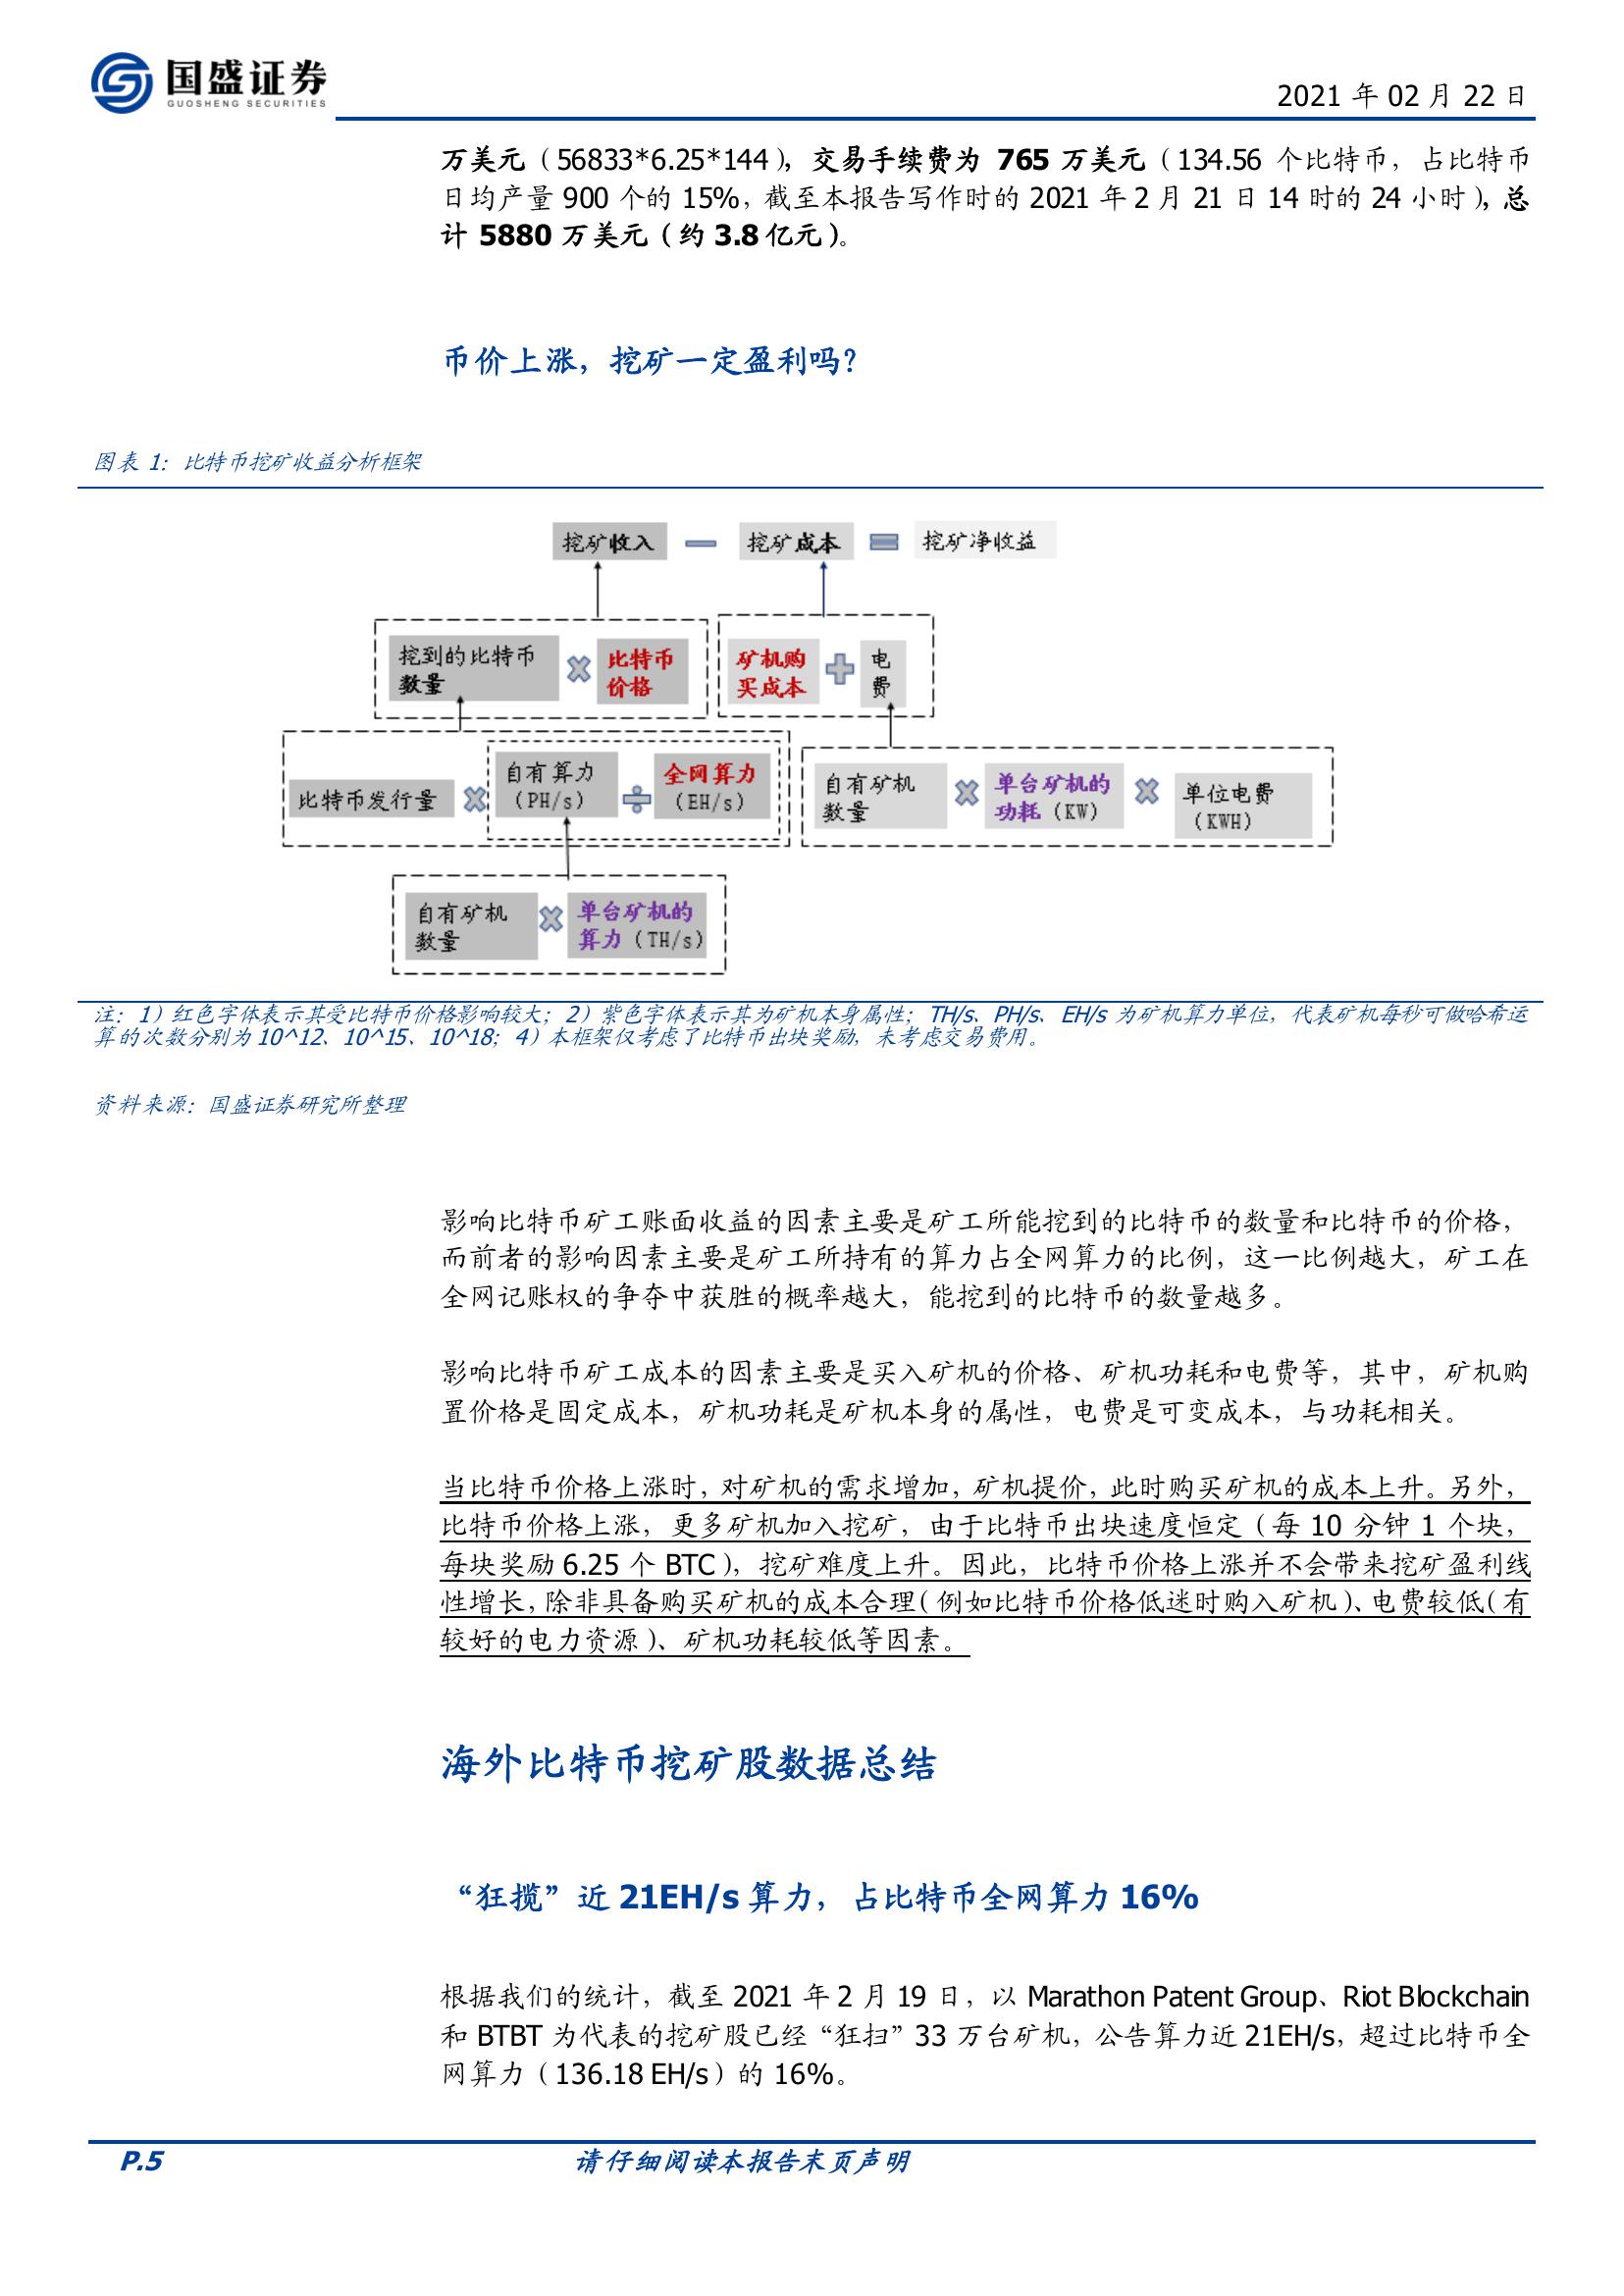 国盛证券
GUOSHENG SECURITIES
2021 年 02 月 22 日
万美元（56833*6.25*144），交易手续费为 765 万美元（134.56 个比特币，占比特币
日均产量 900 个的 15%，截至本报告写作时的 2021 年 2 月 21 日 14 时的 24 小时），总
计 5880 万美元（约 3.8 亿元）。
币价上涨，挖矿一定盈利吗？
图表 1：比特币挖矿收益分析框架
挖矿收入 － 挖矿成本 = 挖矿净收益
挖到的比特币
数量
×
比特币
价格
矿机购
买成本
+
电
费
比特币发行量
×
自有算力
（PH/s）
÷
全网算力
（EH/s）
自有矿机
数量
×
单台矿机的
功耗（KW）
×
单位电费
（KWH）
自有矿机
数量
×
单台矿机的
算力（TH/s）
注：1）红色字体表示其受比特币价格影响较大；2）紫色字体表示其为矿机本身属性；TH/s、PH/s、EH/s 为矿机算力单位，代表矿机每秒可做哈希运
算的次数分别为 10^12、10^15、10^18；4）本框架仅考虑了比特币出块奖励，未考虑交易费用。
资料来源：国盛证券研究所整理
影响比特币矿工账面收益的因素主要是矿工所能挖到的比特币的数量和比特币的价格，
而前者的影响因素主要是矿工所持有的算力占全网算力的比例，这一比例越大，矿工在
全网记账权的争夺中获胜的概率越大，能挖到的比特币的数量越多。
影响比特币矿工成本的因素主要是买入矿机的价格、矿机功耗和电费等，其中，矿机购
置价格是固定成本，矿机功耗是矿机本身的属性，电费是可变成本，与功耗相关。
当比特币价格上涨时，对矿机的需求增加，矿机提价，此时购买矿机的成本上升。另外，
比特币价格上涨，更多矿机加入挖矿，由于比特币出块速度恒定（每 10 分钟 1 个块，
每块奖励 6.25 个 BTC），挖矿难度上升。因此，比特币价格上涨并不会带来挖矿盈利线
性增长，除非具备购买矿机的成本合理（例如比特币价格低迷时购入矿机）、电费较低（有
较好的电力资源）、矿机功耗较低等因素。
海外比特币挖矿股数据总结
“狂揽”近 21EH/s 算力，占比特币全网算力 16%
根据我们的统计，截至 2021 年 2 月 19 日，以 Marathon Patent Group、Riot Blockchain
和 BTBT 为代表的挖矿股已经“狂扫”33 万台矿机，公告算力近 21EH/s，超过比特币全
网算力（136.18 EH/s）的 16%。
P.5
请仔细阅读本报告末页声明